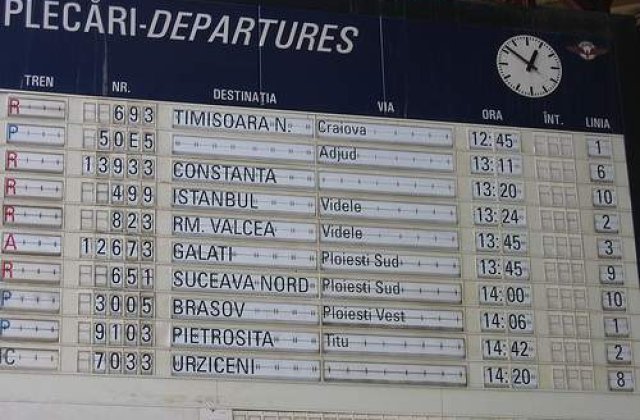 PLECĂRI-DEPARTURES
TREN NR. DESTINAŢIA VIA ORA ÎNT. LINIA
R 693 TIMISOARA N. Craiova 12:45 1
P 50E5 Adjud 13:11 6
R 13933 CONSTANTA 13:20 10
R 499 ISTANBUL Videle 13:24 2
R 823 RM. VALCEA Videle 13:45 3
A 12673 GALATI Ploiesti Sud 13:45 9
R 651 SUCEAVA NORD Ploiesti Sud 14:00 10
P 3005 BRASOV Ploiesti Vest 14:06 1
P 9103 PIETROSITA Titu 14:42 2
IC 7033 URZICENI 14:20 8